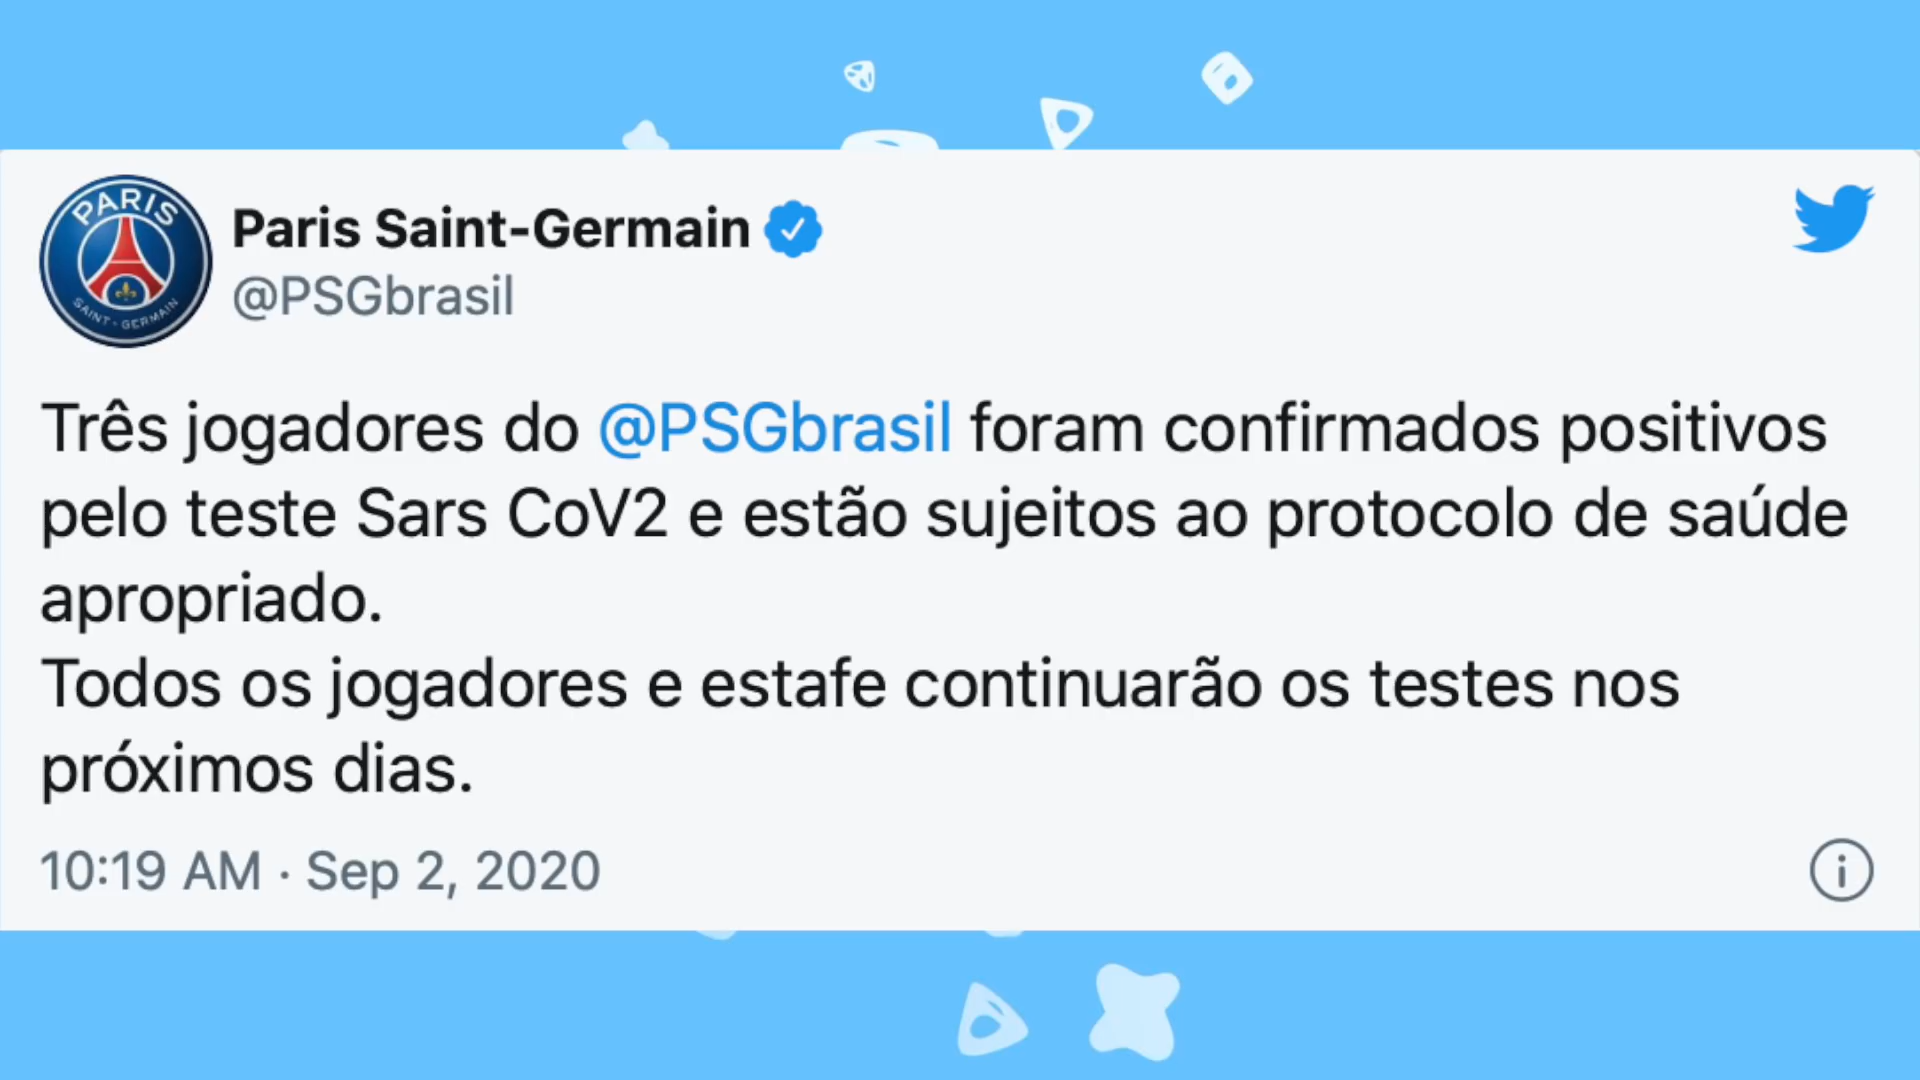 PARIS
SAINT-GERMAIN
Paris Saint-Germain
@PSGbrasil
Três jogadores do @PSGbrasil foram confirmados positivos
pelo teste Sars CoV2 e estão sujeitos ao protocolo de saúde
apropriado.
Todos os jogadores e estafe continuarão os testes nos
próximos dias.
10:19 AM · Sep 2, 2020